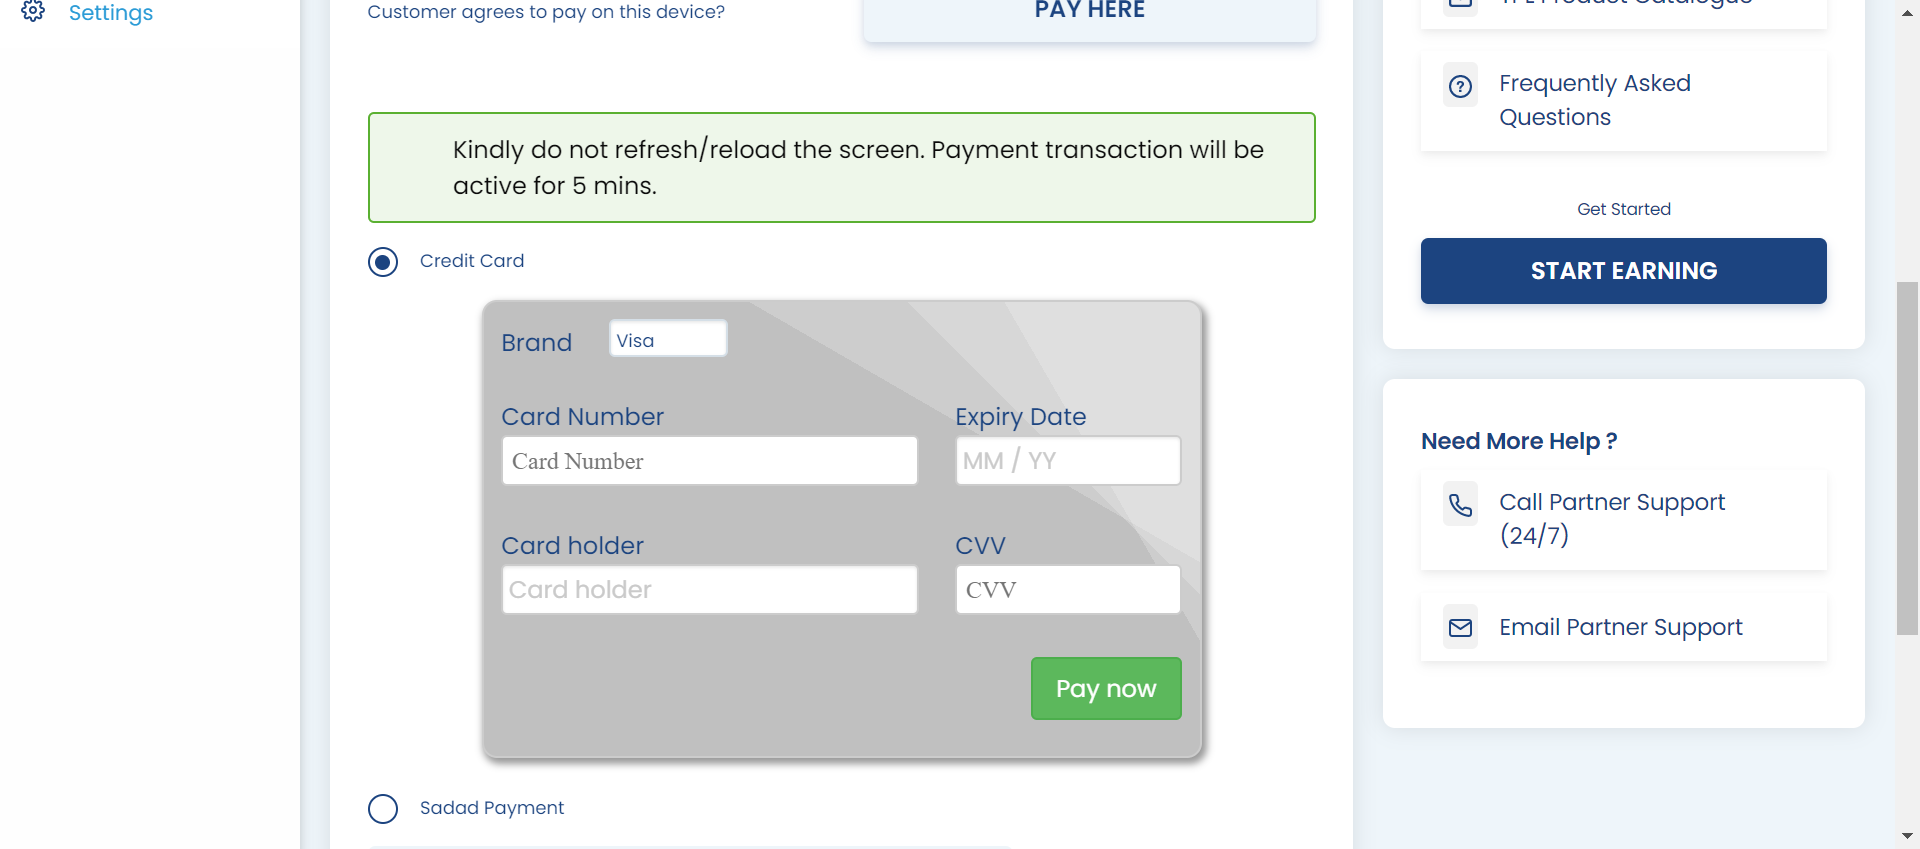 Settings
Customer agrees to pay on this device?
PAY HERE
Kindly do not refresh/reload the screen. Payment transaction will be
active for 5 mins.
Credit Card
Brand
Visa
Card Number
Expiry Date
Card Number
MM / YY
Card holder
CVV
Card holder
CVV
Pay now
Sadad Payment
Product Catalogue
Frequently Asked
Questions
Get Started
START EARNING
Need More Help ?
Call Partner Support
(24/7)
Email Partner Support